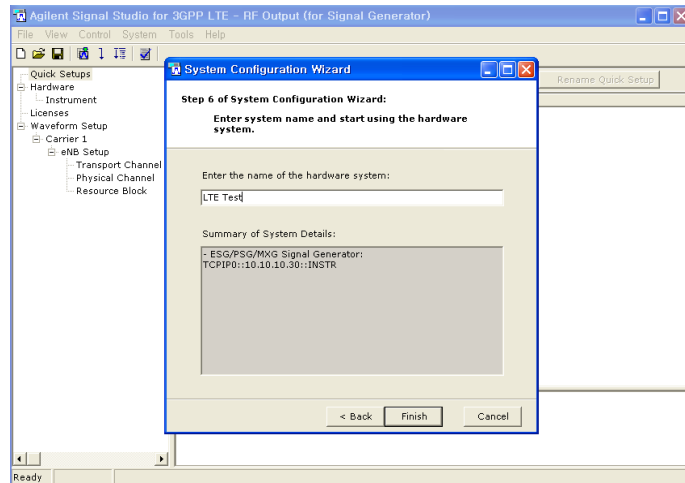 Agilent Signal Studio for 3GPP LTE - RF Output (for Signal Generator)
File View Control System Tools Help
Quick Setups
Hardware
Instrument
Licenses
Waveform Setup
Carrier 1
eNB Setup
Transport Channel
Physical Channel
Resource Block
Rename Quick Setup
System Configuration Wizard
Step 6 of System Configuration Wizard:
Enter system name and start using the hardware
system.
Enter the name of the hardware system:
LTE Test
Summary of System Details:
- ESG/PSG/MXG Signal Generator:
TCPIP0::10.10.10.30::INSTR
< Back Finish Cancel
Ready